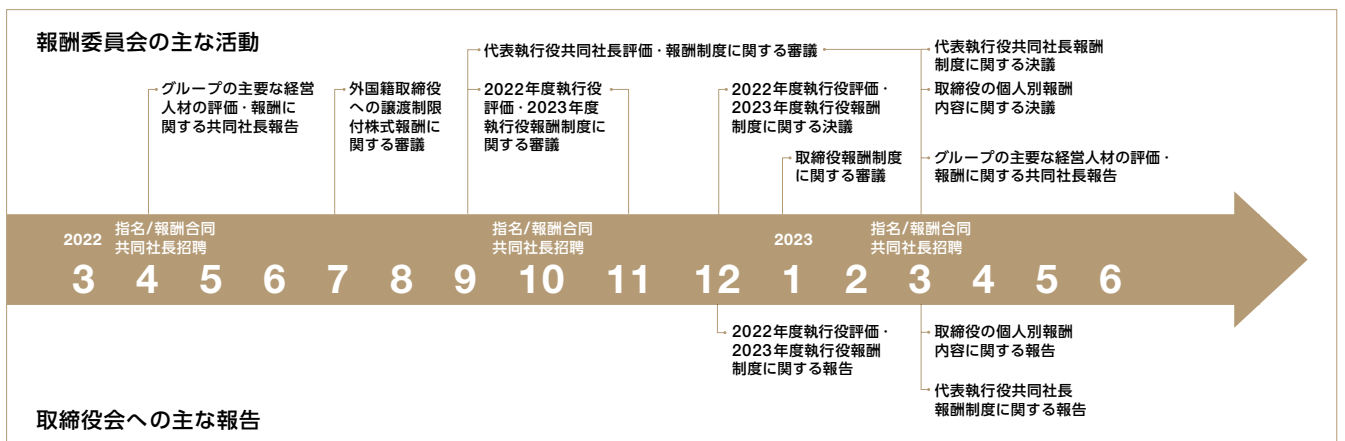 報酬委員会の主な活動
グループの主要な経営
人材の評価・報酬に
関する共同社長報告
外国籍取締役
への譲渡制限
付株式報酬に
関する審議
代表執行役共同社長評価・報酬制度に関する審議
2022年度執行役
評価・2023年度
執行役報酬制度に
関する審議
2022年度執行役評価・
2023年度執行役報酬
制度に関する決議
取締役報酬制度
に関する審議
代表執行役共同社長報酬
制度に関する決議
取締役の個人別報酬
内容に関する決議
グループの主要な経営人材の評価・
報酬に関する共同社長報告
2022
指名/報酬合同
共同社長招聘
指名/報酬合同
共同社長招聘
2023
指名/報酬合同
共同社長招聘
3 4 5 6 7 8 9 10 11 12 1 2 3 4 5 6
2022年度執行役評価・
2023年度執行役報酬
制度に関する報告
取締役の個人別報酬
内容に関する報告
代表執行役共同社長
報酬制度に関する報告
取締役会への主な報告